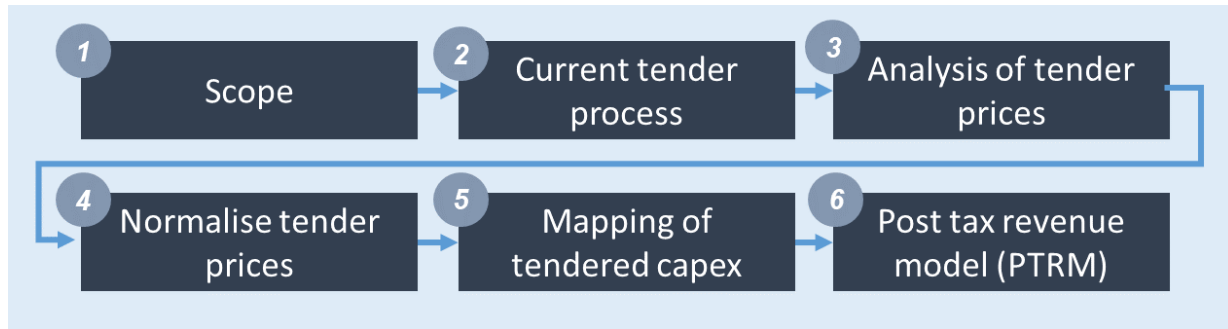 1
Scope
2
Current tender
process
3
Analysis of tender
prices
4
Normalise tender
prices
5
Mapping of
tendered capex
6
Post tax revenue
model (PTRM)